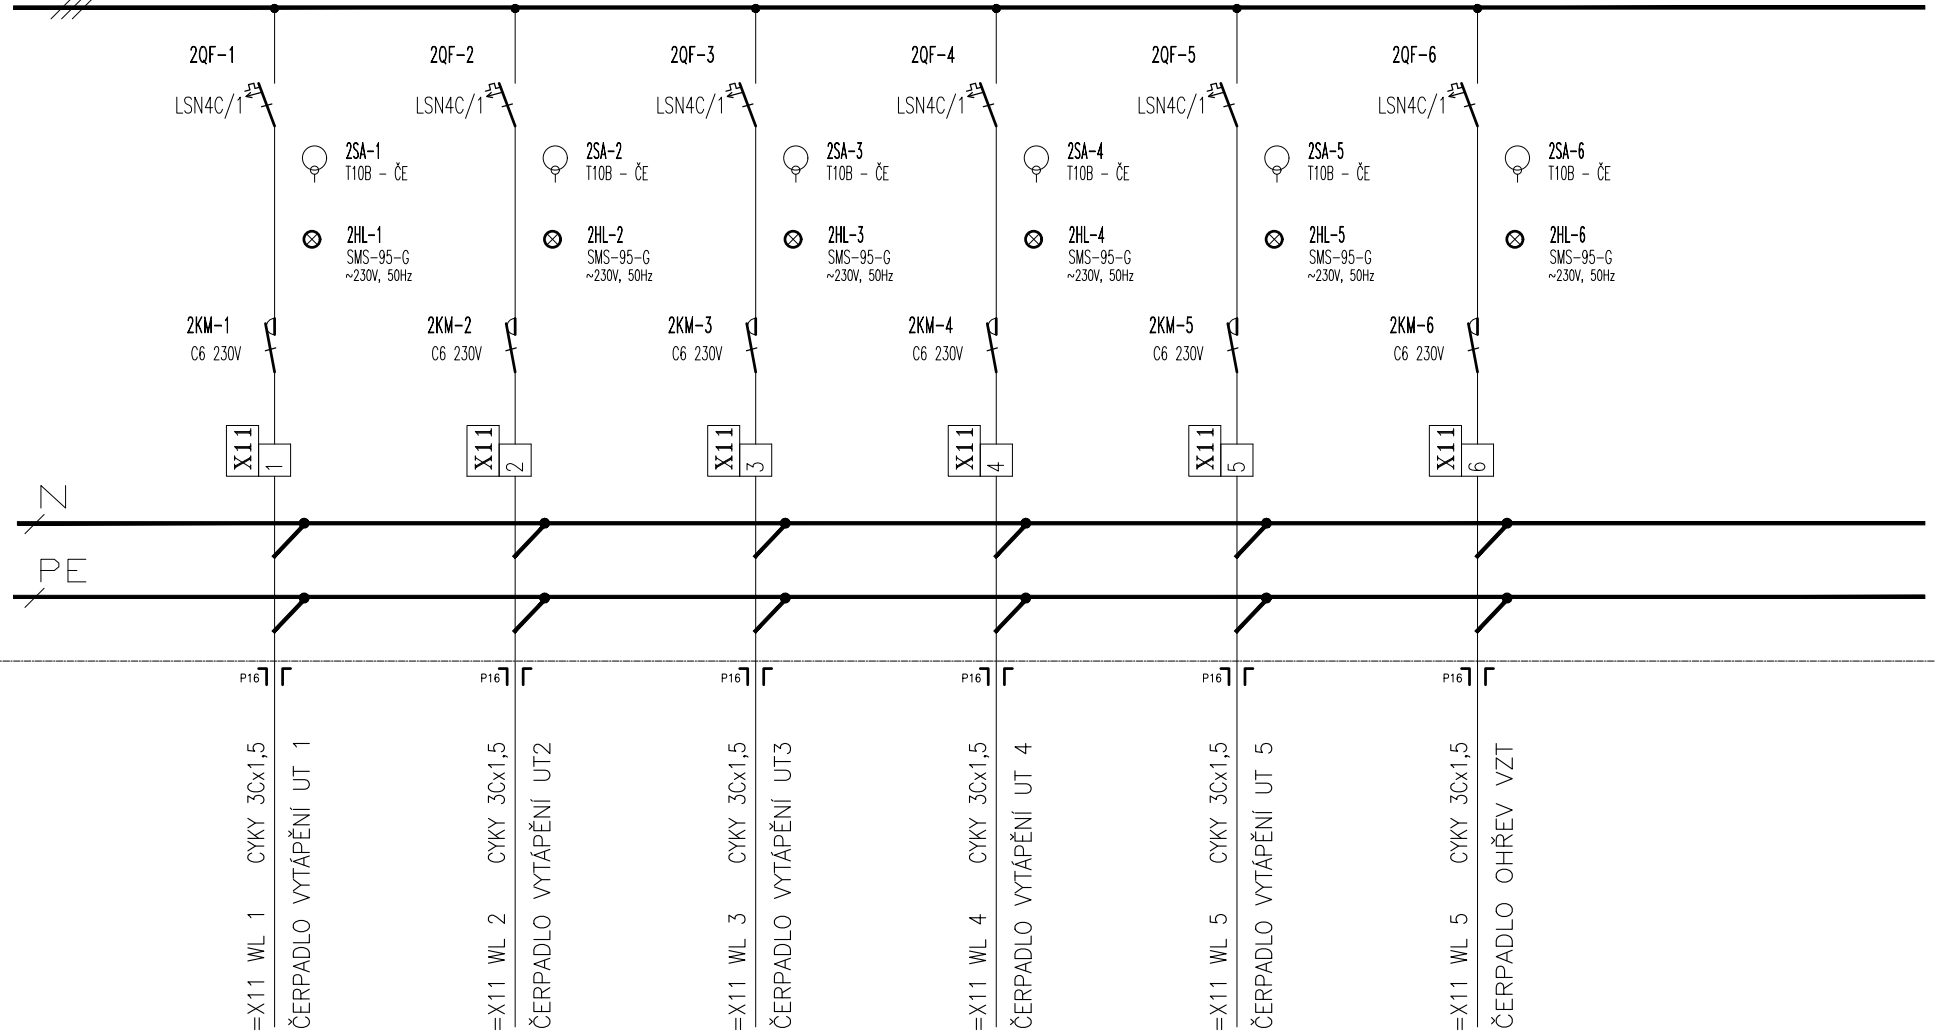 2QF-1
LSN4C/1
2SA-1
T10B - ČE
2HL-1
SMS-95-G
~230V, 50Hz
2KM-1
C6 230V
X11
1
2QF-2
LSN4C/1
2SA-2
T10B - ČE
2HL-2
SMS-95-G
~230V, 50Hz
2KM-2
C6 230V
X11
2
2QF-3
LSN4C/1
2SA-3
T10B - ČE
2HL-3
SMS-95-G
~230V, 50Hz
2KM-3
C6 230V
X11
3
2QF-4
LSN4C/1
2SA-4
T10B - ČE
2HL-4
SMS-95-G
~230V, 50Hz
2KM-4
C6 230V
X11
4
2QF-5
LSN4C/1
2SA-5
T10B - ČE
2HL-5
SMS-95-G
~230V, 50Hz
2KM-5
C6 230V
X11
5
2QF-6
LSN4C/1
2SA-6
T10B - ČE
2HL-6
SMS-95-G
~230V, 50Hz
2KM-6
C6 230V
X11
6
N
PE
P16
=X11 WL 1 CYKY 3Cx1,5
ČERPADLO VYTÁPĚNÍ UT 1
P16
=X11 WL 2 CYKY 3Cx1,5
ČERPADLO VYTÁPĚNÍ UT2
P16
=X11 WL 3 CYKY 3Cx1,5
ČERPADLO VYTÁPĚNÍ UT3
P16
=X11 WL 4 CYKY 3Cx1,5
ČERPADLO VYTÁPĚNÍ UT 4
P16
=X11 WL 5 CYKY 3Cx1,5
ČERPADLO VYTÁPĚNÍ UT 5
P16
=X11 WL 5 CYKY 3Cx1,5
ČERPADLO OHŘEV VZT